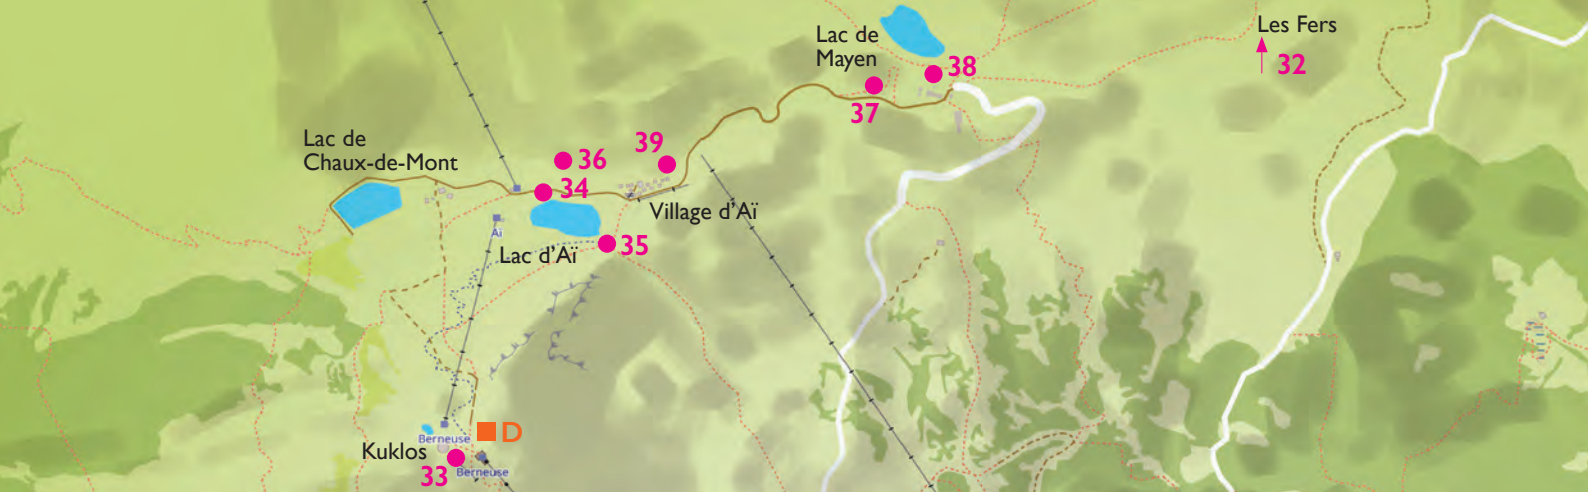 Les Fers
32
Lac de
Mayen
38
37
Lac de
Chaux-de-Mont
36
39
34
Village d'Aï
Aï
Lac d'Aï
35
D
Berneuse
Kuklos
33
Berneuse